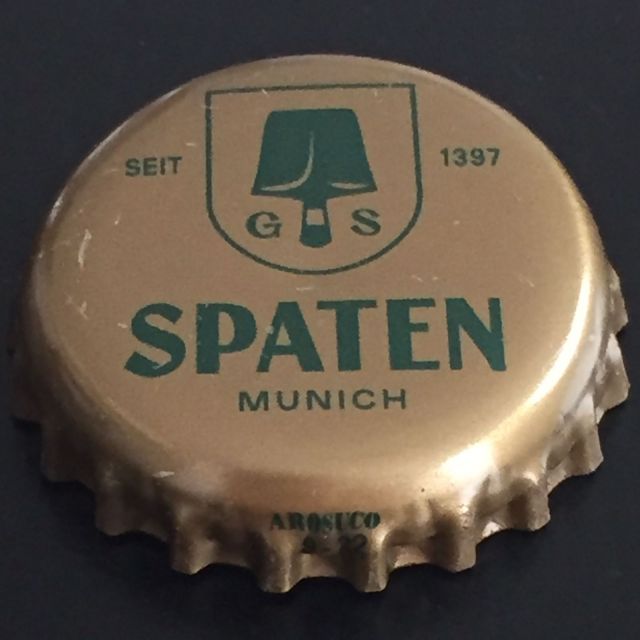 SEIT 1397
G S
SPATEN
MUNICH
AROSUCO